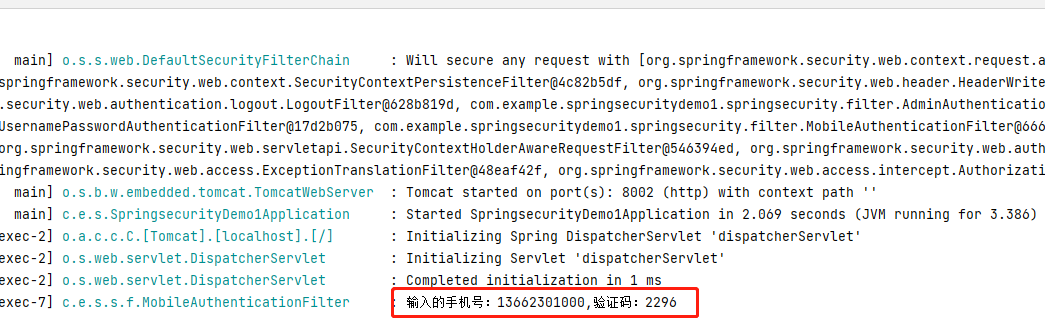 main] o.s.s.web.DefaultSecurityFilterChain : Will secure any request with [org.springframework.security.web.context.request.a
springframework.security.web.context.SecurityContextPersistenceFilter@4c82b5df, org.springframework.security.web.header.HeaderWrite
.security.web.authentication.logout.LogoutFilter@628b819d, com.example.springsecuritydemo1.springsecurity.filter.AdminAuthenticatio
UsernamePasswordAuthenticationFilter@17d2b075, com.example.springsecuritydemo1.springsecurity.filter.MobileAuthenticationFilter@666
org.springframework.security.web.servletapi.SecurityContextHolderAwareRequestFilter@546394ed, org.springframework.security.web.auth
ingframework.security.web.access.ExceptionTranslationFilter@48eaf42f, org.springframework.security.web.access.intercept.Authorizati
main] o.s.b.w.embedded.tomcat.TomcatWebServer : Tomcat started on port(s): 8002 (http) with context path ''
main] c.e.s.SpringsecurityDemo1Application : Started SpringsecurityDemo1Application in 2.069 seconds (JVM running for 3.386)
exec-2] o.a.c.c.C.[Tomcat].[localhost].[/] : Initializing Spring DispatcherServlet 'dispatcherServlet'
exec-2] o.s.web.servlet.DispatcherServlet : Initializing Servlet 'dispatcherServlet'
exec-2] o.s.web.servlet.DispatcherServlet : Completed initialization in 1 ms
exec-7] c.e.s.s.f.MobileAuthenticationFilter : 输入的手机号：13662301000,验证码：2296